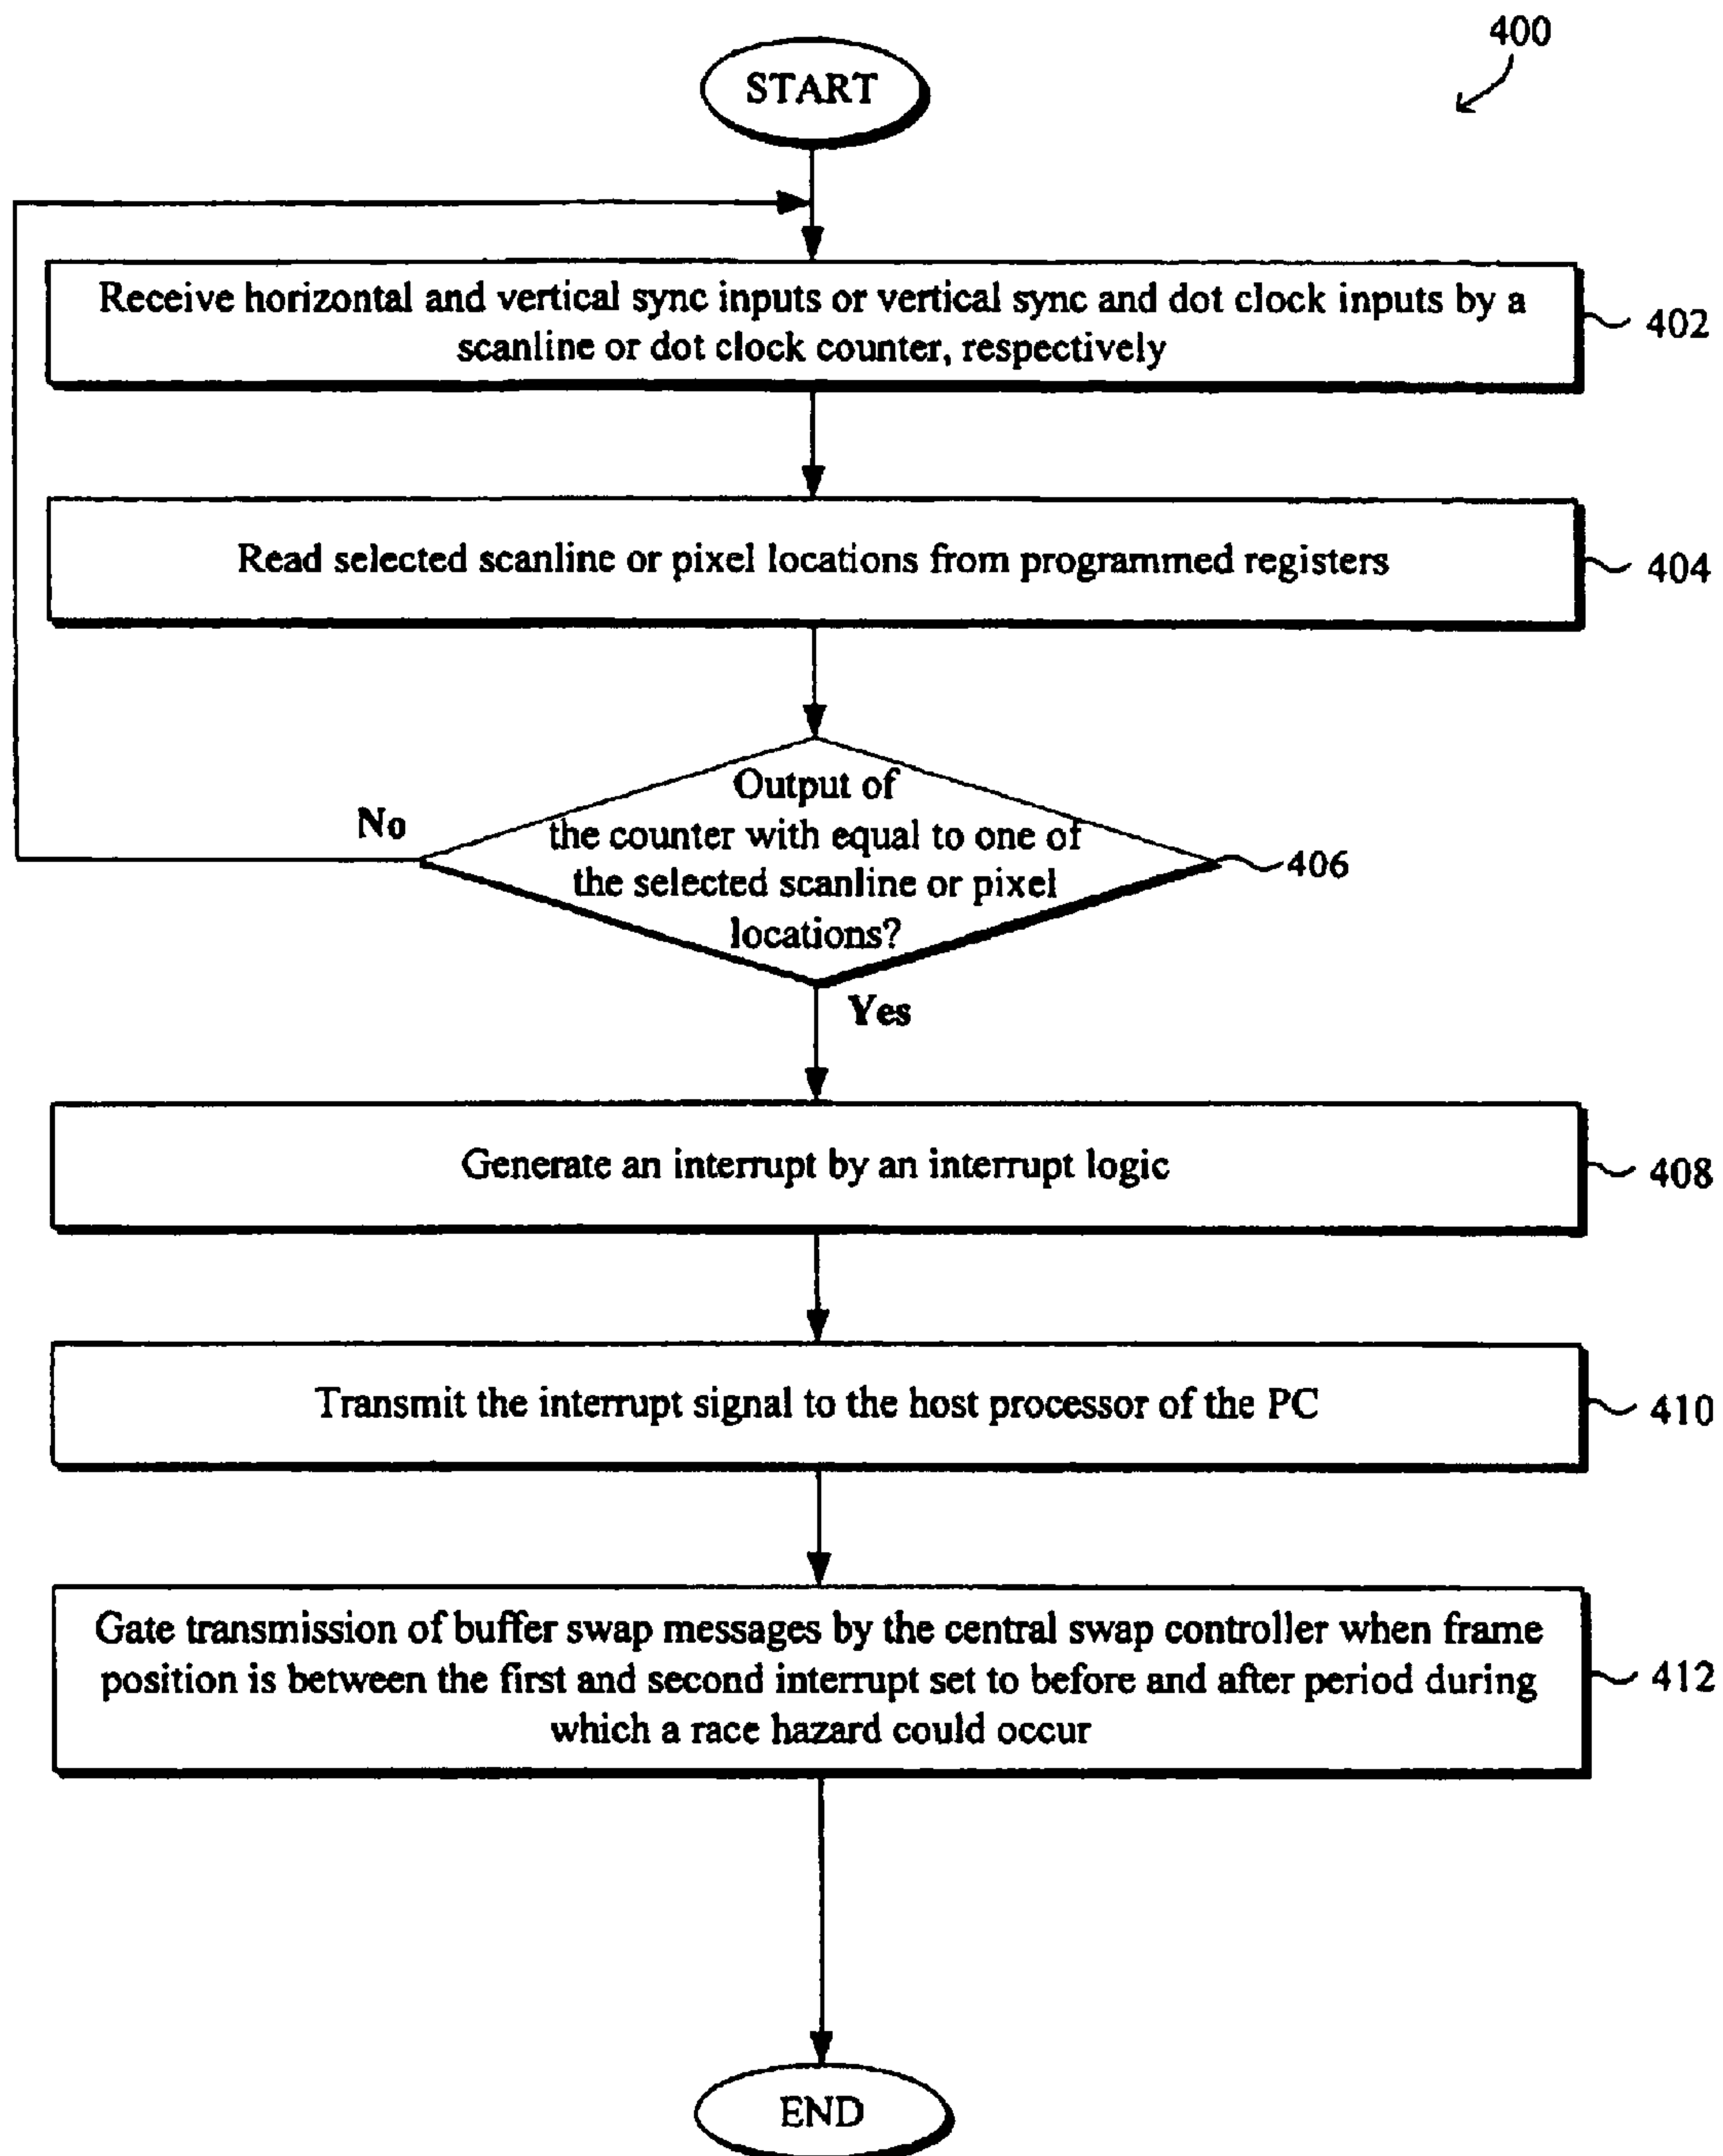 400
START
Receive horizontal and vertical sync inputs or vertical sync and dot clock inputs by a
scanline or dot clock counter, respectively
402
Read selected scanline or pixel locations from programmed registers
404
Output of
the counter with equal to one of
the selected scanline or pixel
locations?
No
406
Yes
Generate an interrupt by an interrupt logic
408
Transmit the interrupt signal to the host processor of the PC
410
Gate transmission of buffer swap messages by the central swap controller when frame
position is between the first and second interrupt set to before and after period during
which a race hazard could occur
412
END